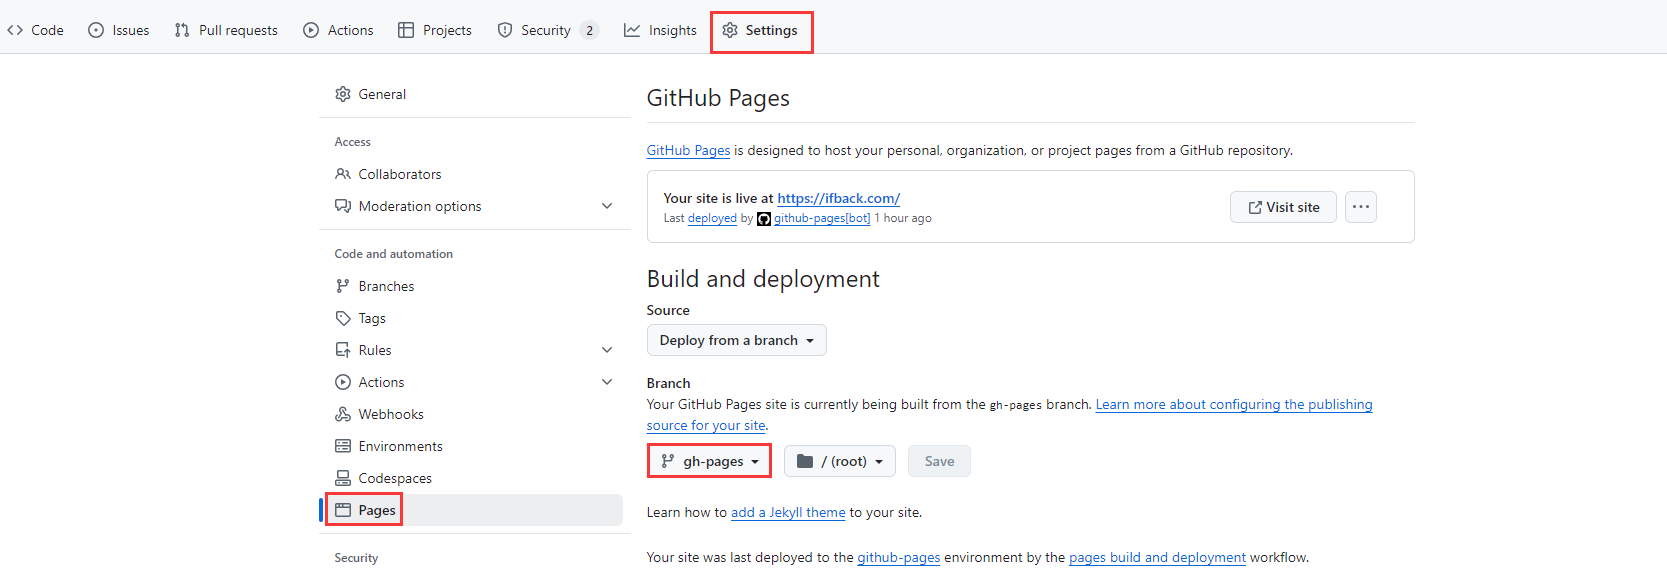 Code Issues Pull requests Actions Projects Security 2 Insights Settings
General
Access
Collaborators
Moderation options
Code and automation
Branches
Tags
Rules
Actions
Webhooks
Environments
Codespaces
Pages
Security
GitHub Pages
GitHub Pages is designed to host your personal, organization, or project pages from a GitHub repository.
Your site is live at https://ifback.com/
Last deployed by github-pages[bot] 1 hour ago
Visit site
Build and deployment
Source
Deploy from a branch
Branch
Your GitHub Pages site is currently being built from the gh-pages branch. Learn more about configuring the publishing
source for your site.
gh-pages / (root) Save
Learn how to add a Jekyll theme to your site.
Your site was last deployed to the github-pages environment by the pages build and deployment workflow.